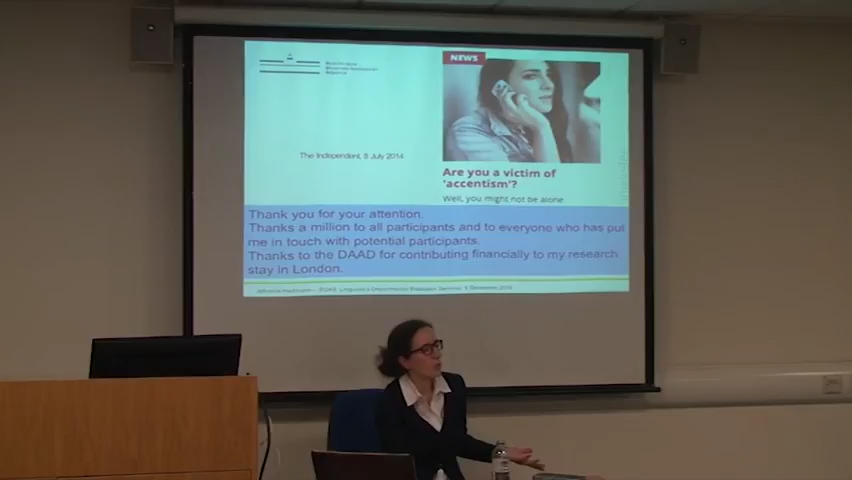 NEWS
The Independent, 8 July 2014
Are you a victim of
'accentism'?
Well, you might not be alone
Thank you for your attention.
Thanks a million to all participants and to everyone who has put
me in touch with potential participants.
Thanks to the DAAD for contributing financially to my research
stay in London.